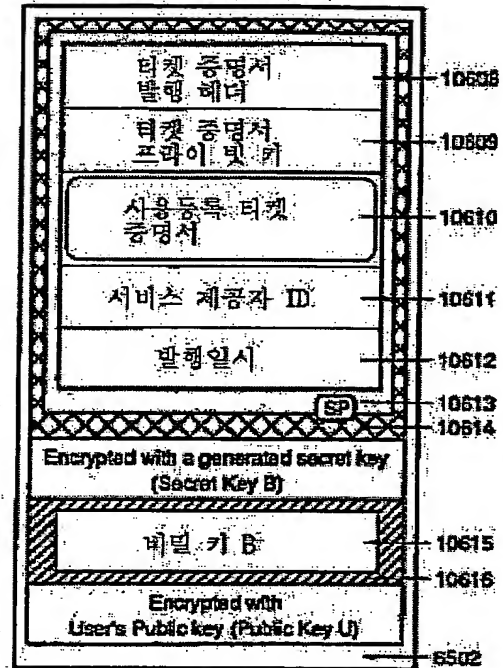 티켓 증명서
발행 헤더
10608
티켓 증명서
프라이빗 키
10609
사용등록 티켓
증명서
10610
서비스 제공자 ID
10611
발행일시
10612
SP
10613
10614
Encrypted with a generated secret key
(Secret Key B)
비밀 키 B
10615
10616
Encrypted with
User's Public key (Public Key U)
6502